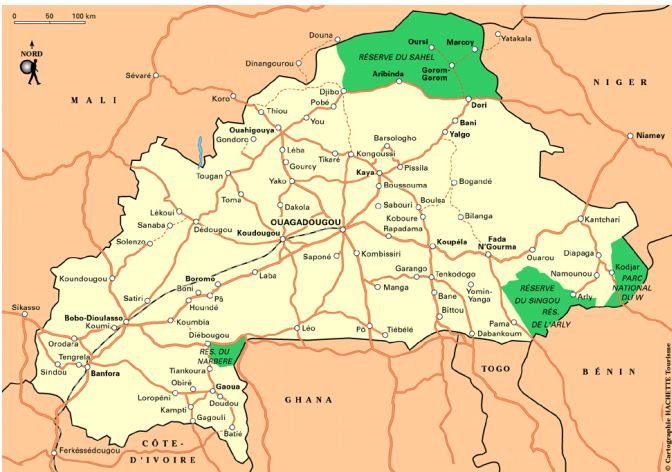 0 50 100 km
NORD
Douna
Oursi
Marcoy
Yatakala
Dinangourou
RÉSERVE DU SAHEL
Gorom-
Gorom
Sévaré
Aribinda
NIGER
MALI
Koro
Djibo
Pobé
Dori
Thiou
You
Bani
Ouahigouya
Yalgo
Niamey
Gondoro
Barsologho
Léba
Tikaré
Kongoussi
Gourcy
Kaya
Pissila
Tougan
Yako
Boussouma
Bogandé
Toma
Dakola
Sabouri
Boulsa
Lékoui
Koboure
Bilanga
Kantchari
Sanaba
Dédougou
OUAGADOUGOU
Koudougou
Rapadama
Solenzo
Koupéla
Fada
N'Gourma
Ouarou
Diapaga
Saponé
Kombissiri
Kodjar
Koundougou
Boromo
Laba
Garango
Tenkodogo
Namounou
PARC
NATIONAL
DU W
Boni
Pâ
Manga
Bane
Yomin-
Yanga
RÉSERVE
DU SINGOU
Arly
RÉS.
DE L'ARLY
Satiri
Houndé
Sikasso
Bobo-Dioulasso
Koumi
Koumbia
Bittou
Pama
Léo
Pô
Tiébélé
Dabankoum
Orodara
Diébougou
RÉS. DU
NABERE
Tengrela
Sindou
Banfora
Tiankoura
TOGO
BÉNIN
Obiré
Gaoua
Loropéni
Doudou
GHANA
Kampti
Gagouli
Batié
CÔTE-
D'IVOIRE
Ferkéssédougou
© Cartographie HACHETTE Tourisme